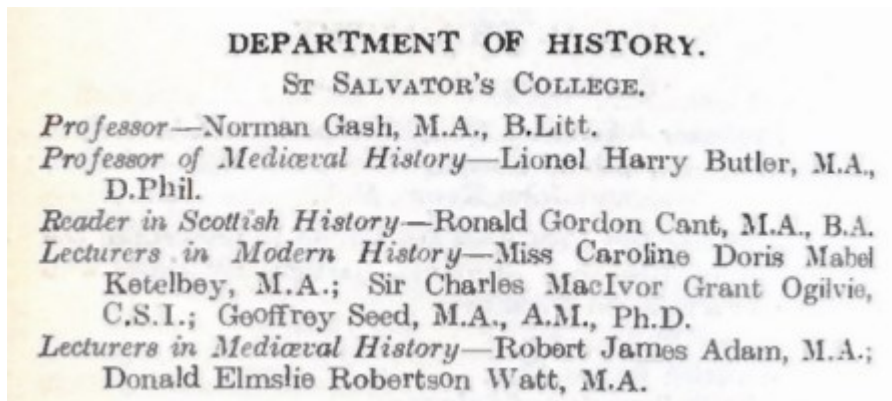 DEPARTMENT OF HISTORY.
ST SALVATOR'S COLLEGE.
Professor—Norman Gash, M.A., B.Litt.
Professor of Mediæval History—Lionel Harry Butler, M.A.,
D.Phil.
Reader in Scottish History—Ronald Gordon Cant, M.A., B.A.
Lecturers in Modern History—Miss Caroline Doris Mabel
Ketelbey, M.A.; Sir Charles MacIvor Grant Ogilvie,
C.S.I.; Geoffrey Seed, M.A., A.M., Ph.D.
Lecturers in Mediæval History—Robert James Adam, M.A.;
Donald Elmslie Robertson Watt, M.A.